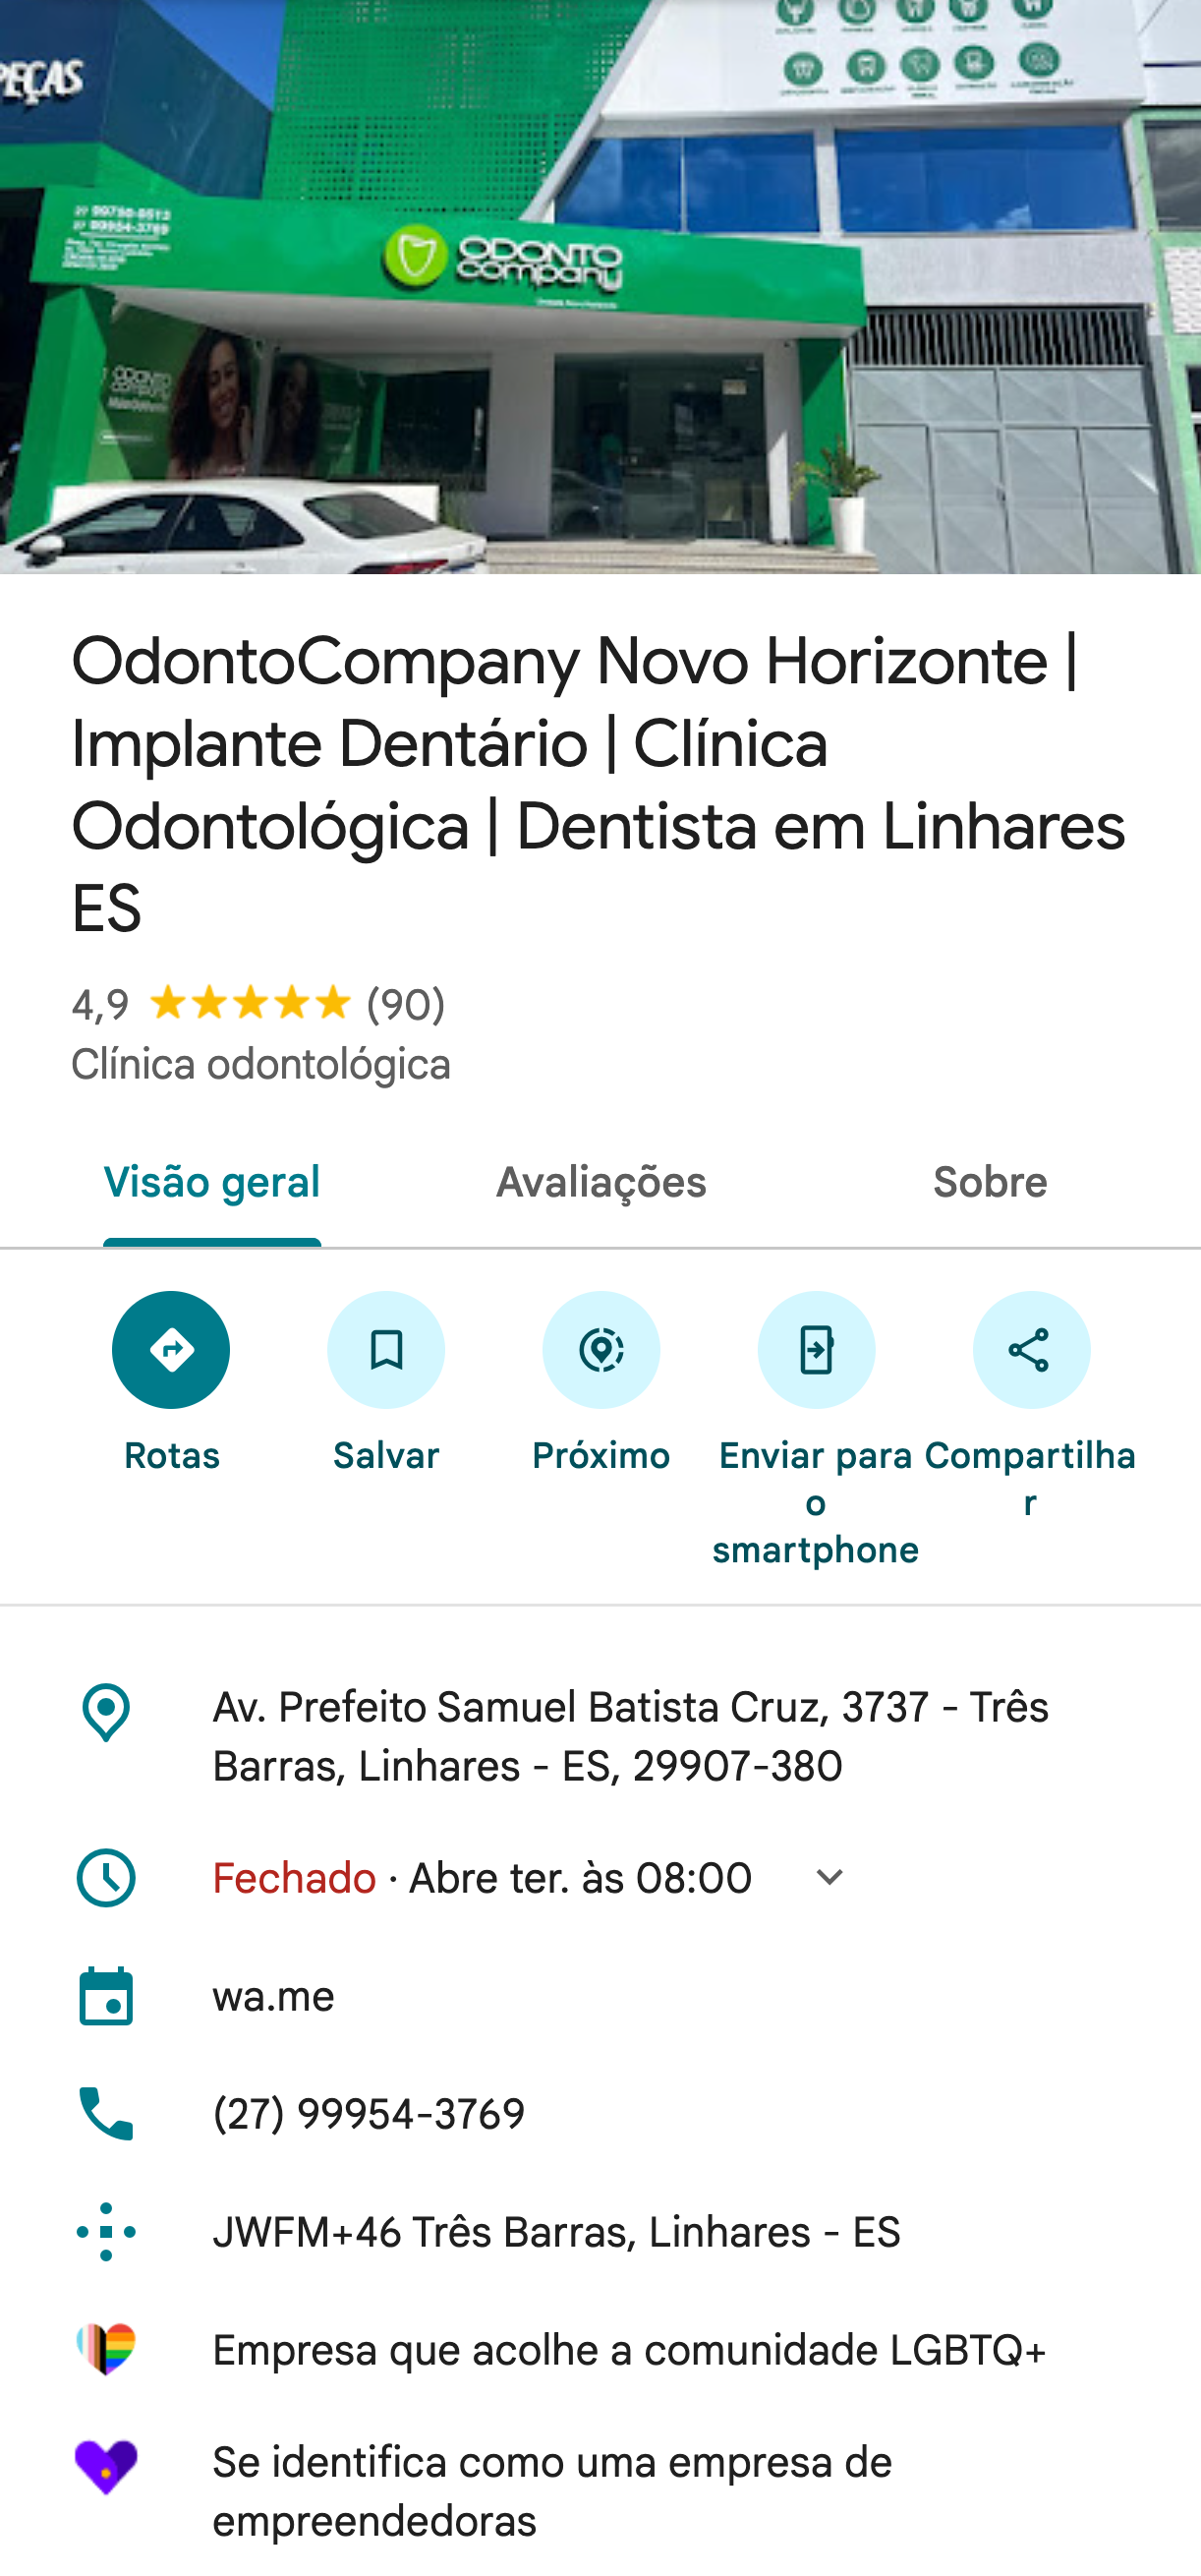 PEÇAS
ODONTO
company
ODONTO
company
OdontoCompany Novo Horizonte |
Implante Dentário | Clínica
Odontológica | Dentista em Linhares
ES
4,9 ★★★★★ (90)
Clínica odontológica
Visão geral Avaliações Sobre
Rotas Salvar Próximo Enviar para Compartilha
o r
smartphone
Av. Prefeito Samuel Batista Cruz, 3737 - Três
Barras, Linhares - ES, 29907-380
Fechado · Abre ter. às 08:00
wa.me
(27) 99954-3769
JWFM+46 Três Barras, Linhares - ES
Empresa que acolhe a comunidade LGBTQ+
Se identifica como uma empresa de
empreendedoras